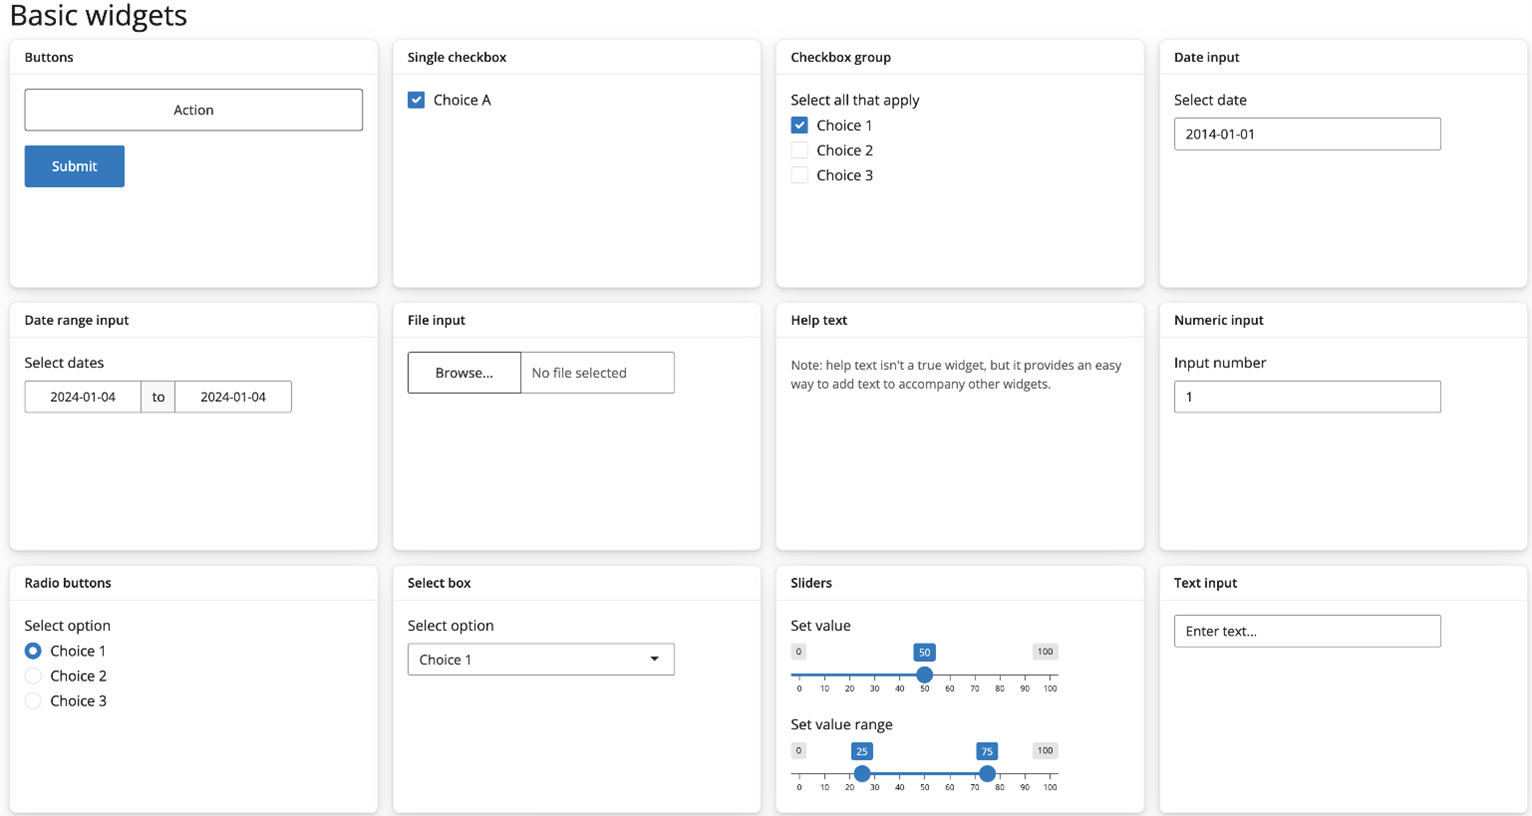 Basic widgets
Buttons
Action
Submit
Single checkbox
Choice A
Checkbox group
Select all that apply
Choice 1
Choice 2
Choice 3
Date input
Select date
2014-01-01
Date range input
Select dates
2024-01-04 to 2024-01-04
File input
Browse... No file selected
Help text
Note: help text isn't a true widget, but it provides an easy
way to add text to accompany other widgets.
Numeric input
Input number
1
Radio buttons
Select option
Choice 1
Choice 2
Choice 3
Select box
Select option
Choice 1
Sliders
Set value
0 50 100
0 10 20 30 40 50 60 70 80 90 100
Set value range
0 25 75 100
0 10 20 30 40 50 60 70 80 90 100
Text input
Enter text...